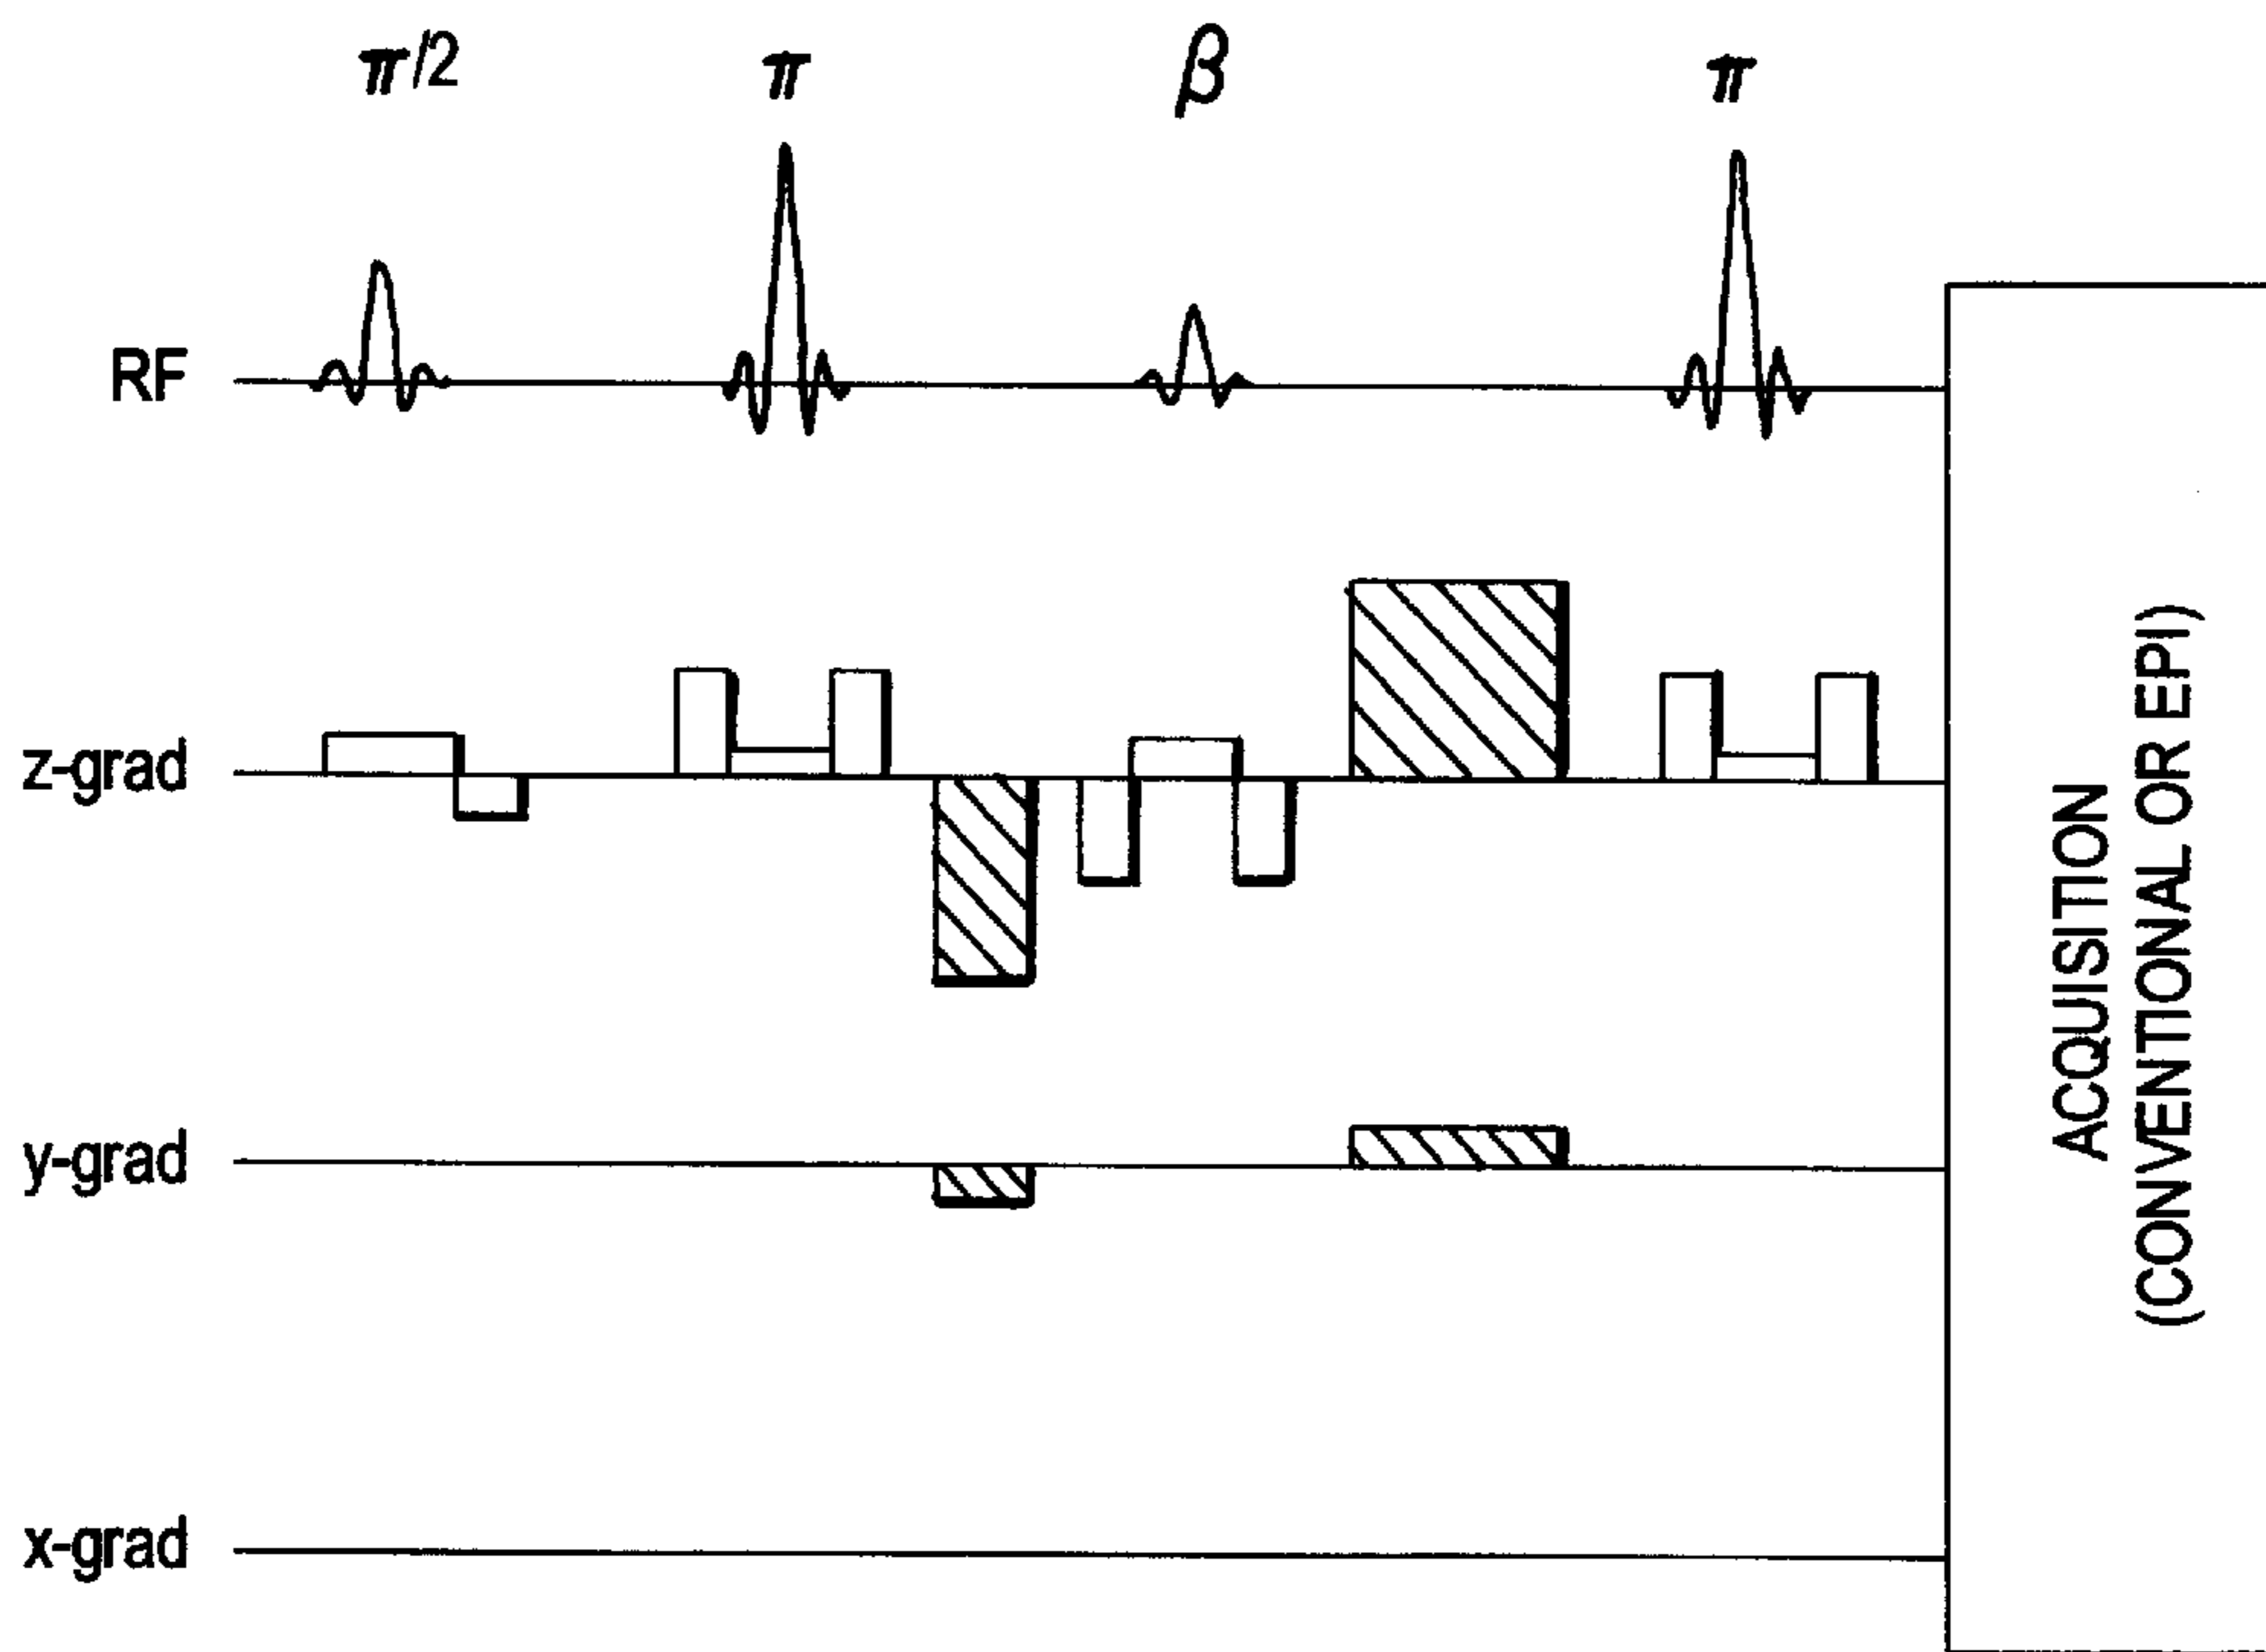 π/2 π β π
RF
z-grad
y-grad
x-grad
ACQUISITION
(CONVENTIONAL OR EPI)